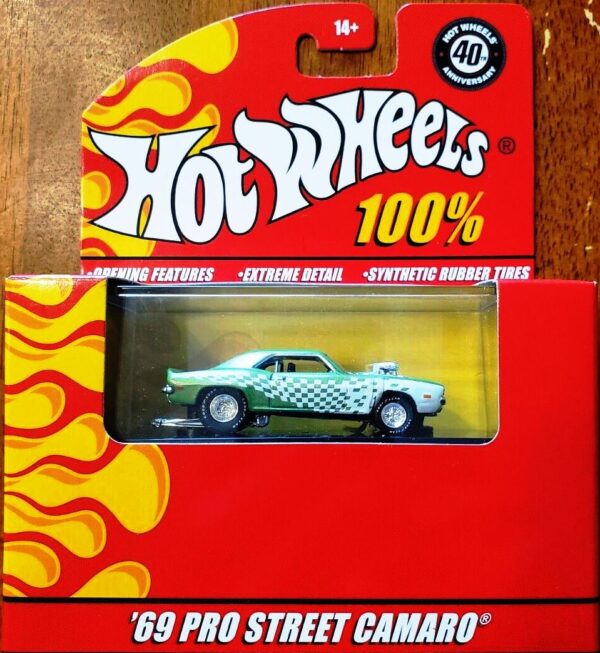 14+
HOT WHEELS
40TH
ANNIVERSARY
Hot Wheels®
100%
•OPENING FEATURES •EXTREME DETAIL •SYNTHETIC RUBBER TIRES
'69 PRO STREET CAMARO®